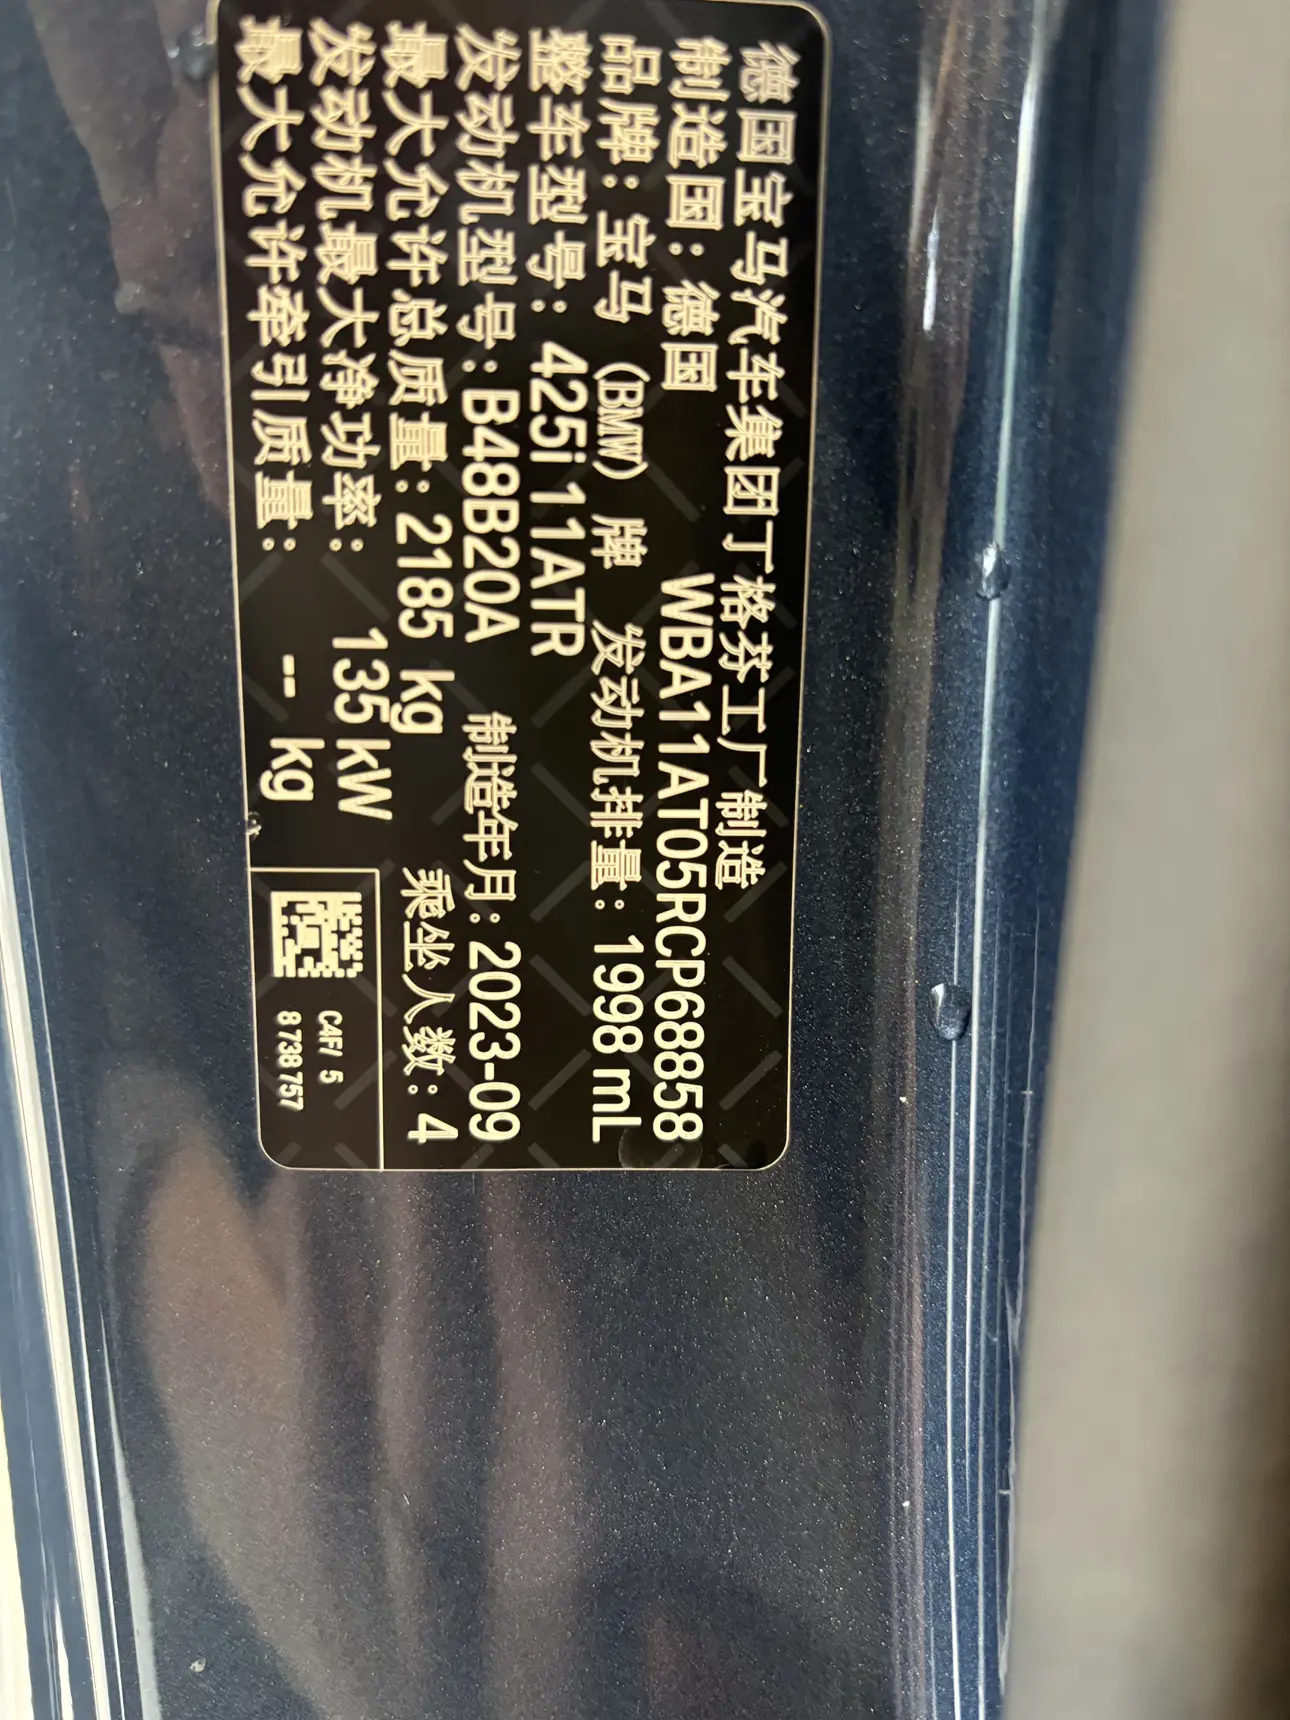 德国宝马汽车集团丁格芬工厂制造
制造国：德国 WBA11AT05RCP68858
品牌：宝马 (BMW) 牌 发动机排量：1998 mL
整车型号：425i 11ATR
发动机型号：B48B20A 制造年月：2023-09
最大允许总质量：2185 kg 乘坐人数：4
发动机最大净功率：135 kW
最大允许牵引质量： -- kg
C4F/ 5
8 738 757